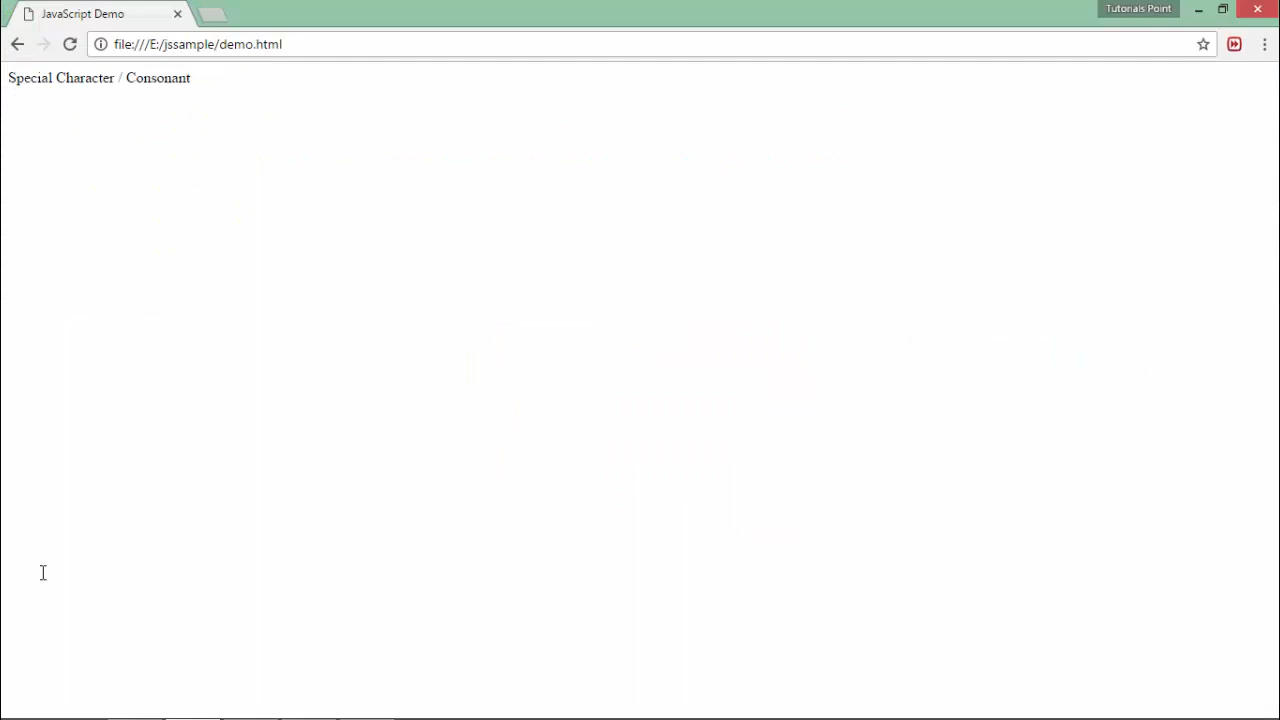 JavaScript Demo
Tutorials Point
file:///E:/jssample/demo.html
Special Character / Consonant